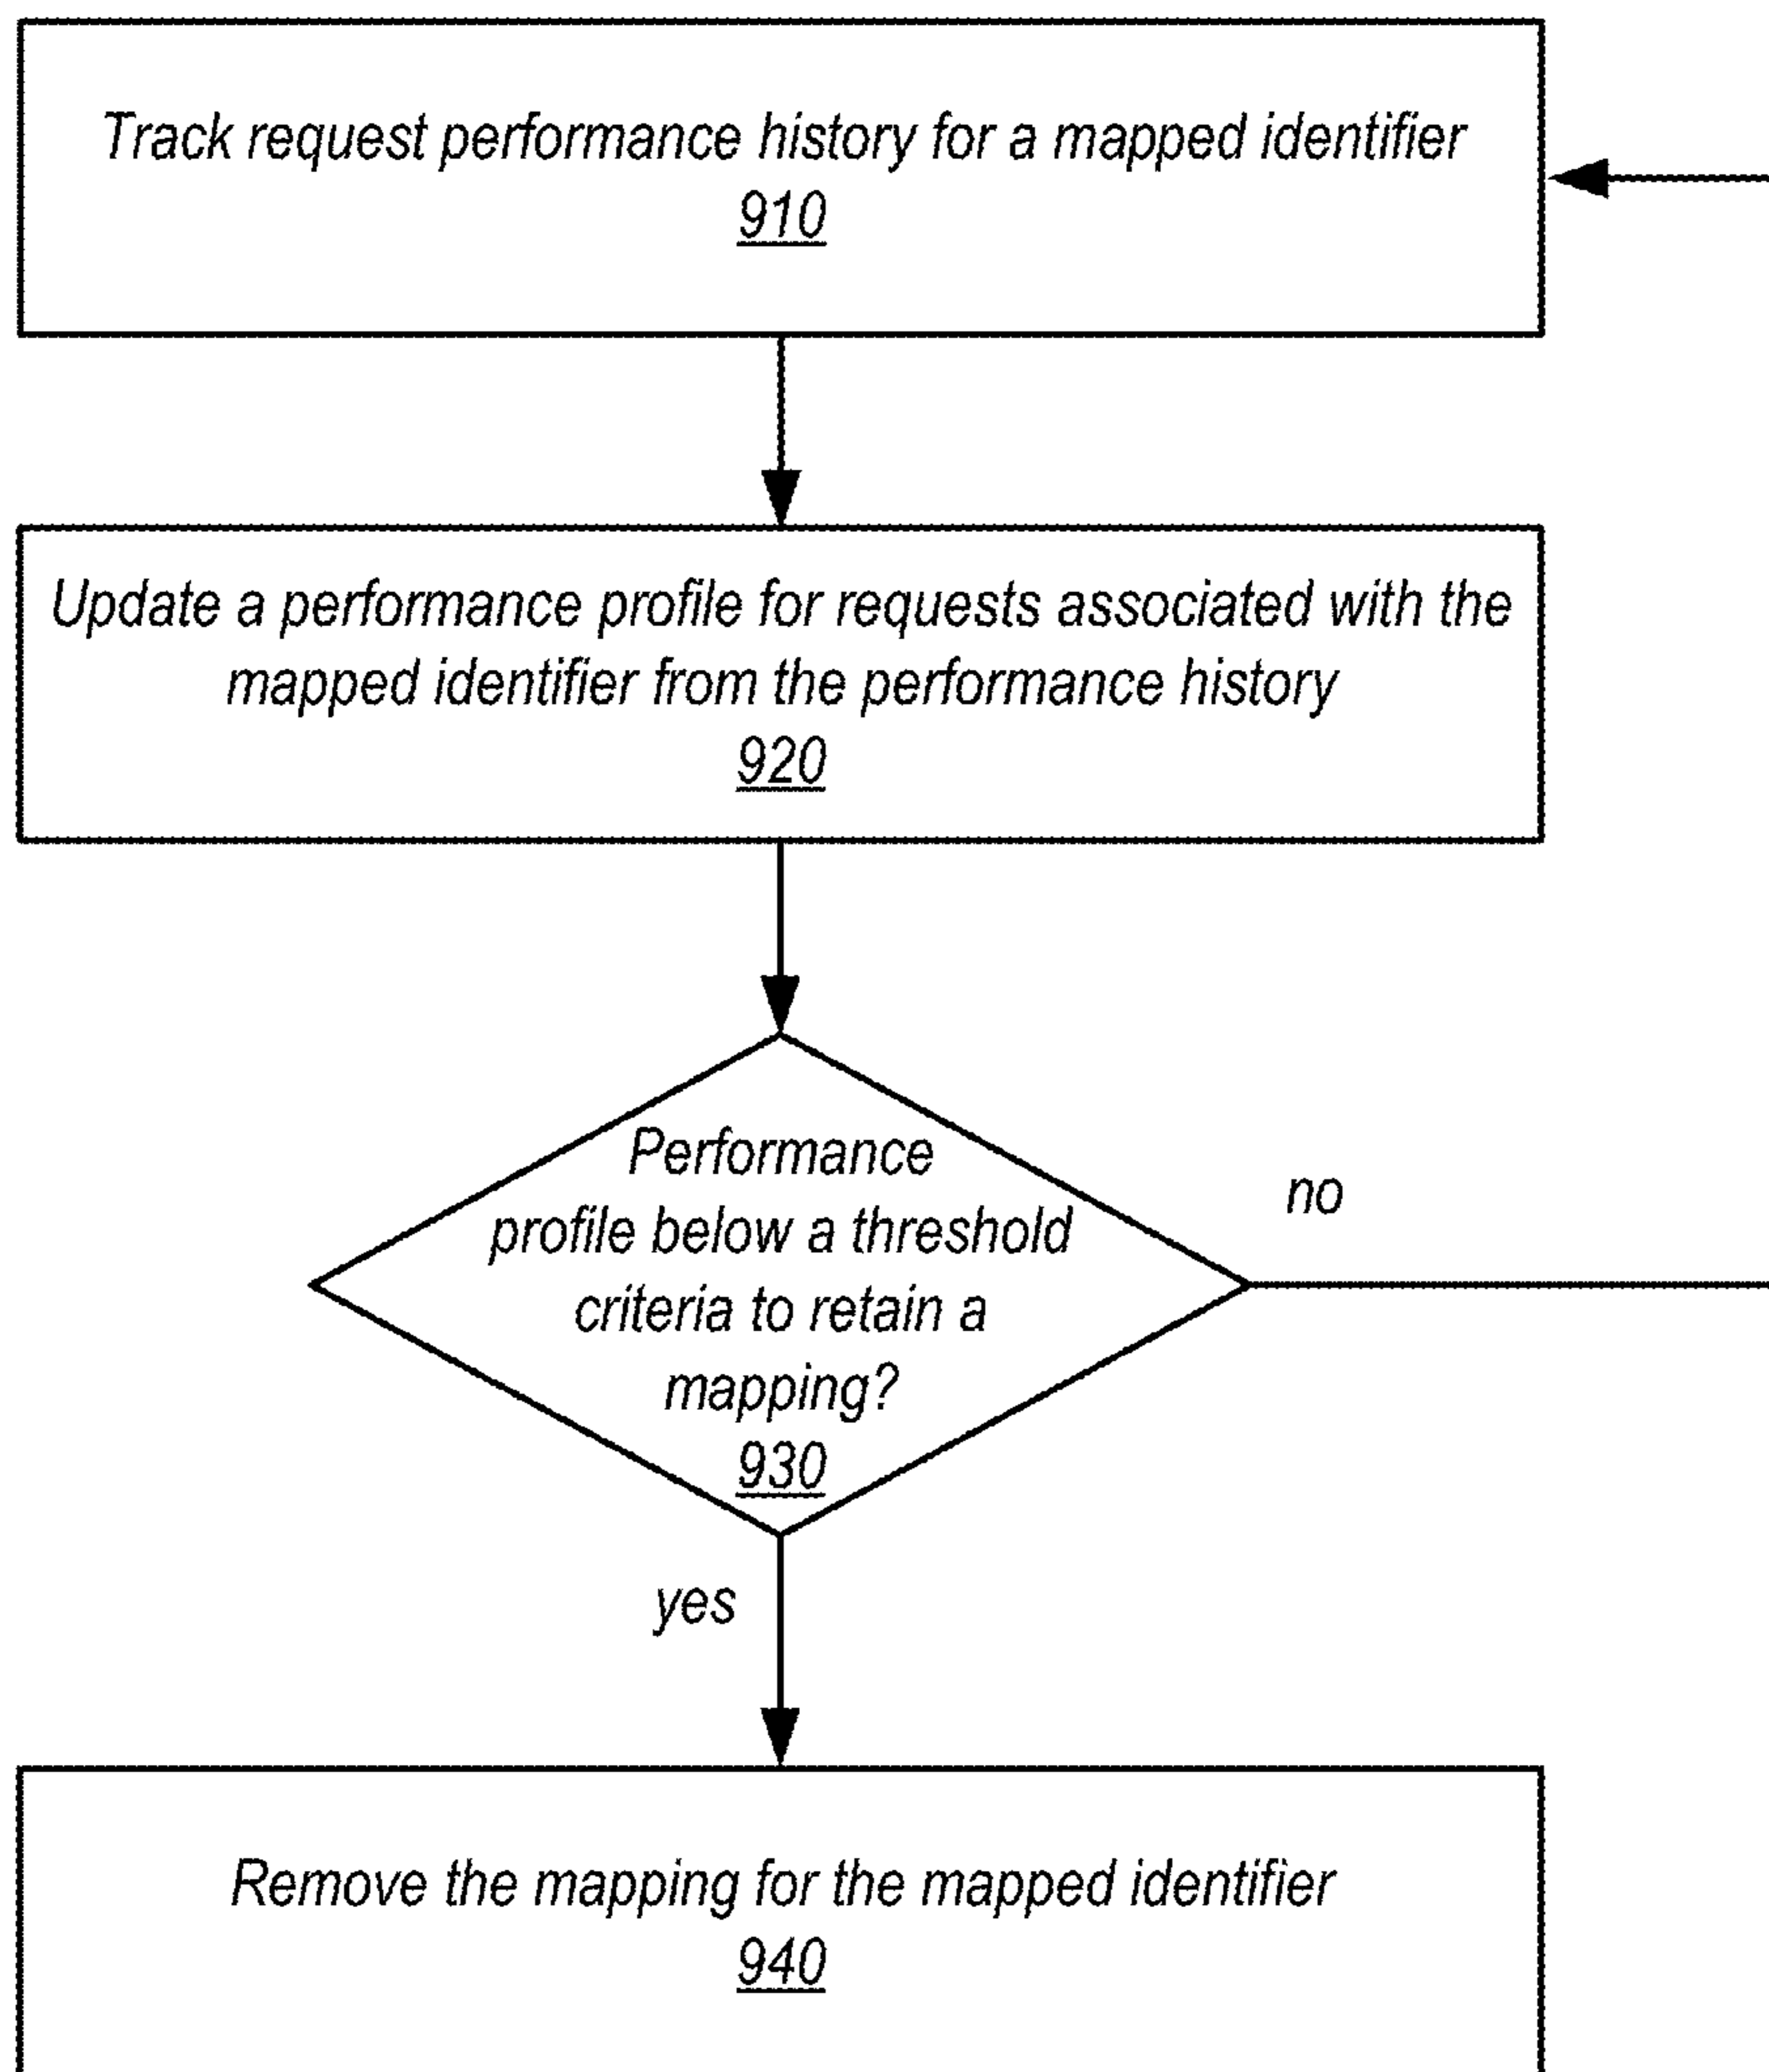 Track request performance history for a mapped identifier
910
Update a performance profile for requests associated with the
mapped identifier from the performance history
920
Performance
profile below a threshold
criteria to retain a
mapping?
930
no
yes
Remove the mapping for the mapped identifier
940